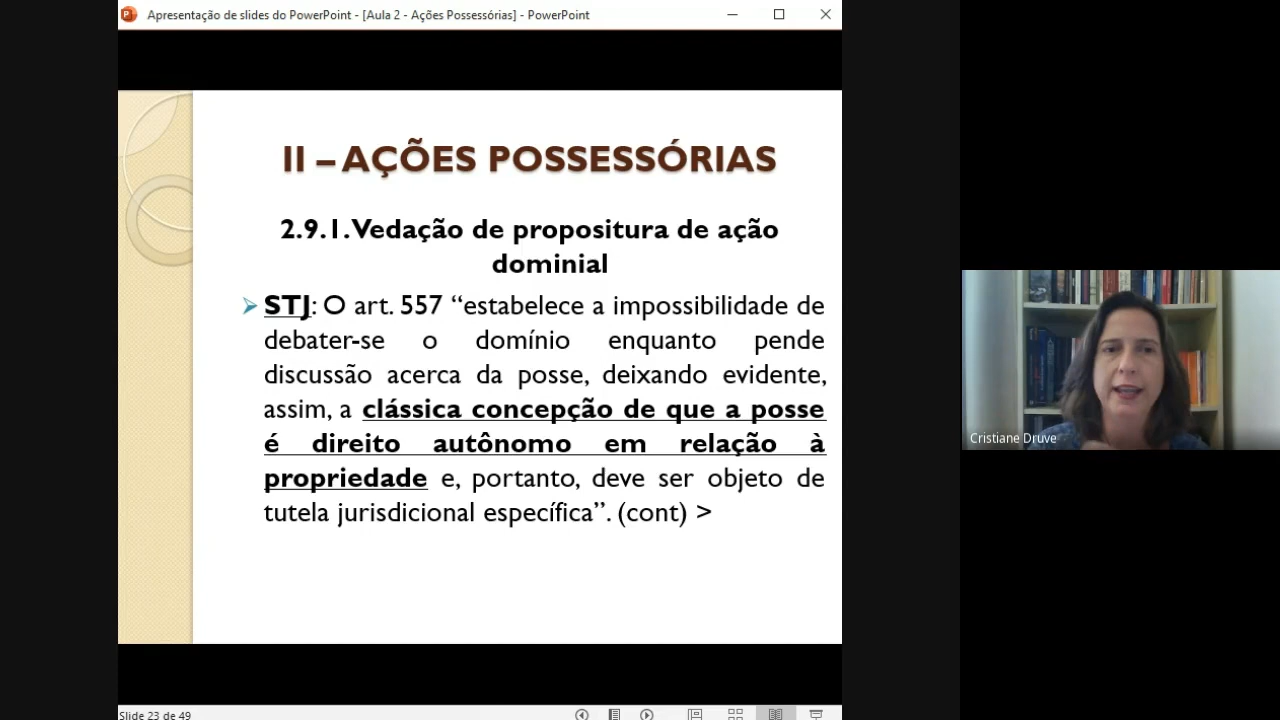 Apresentação de slides do PowerPoint - [Aula 2 - Ações Possessórias] - PowerPoint
II – AÇÕES POSSESSÓRIAS
2.9.1. Vedação de propositura de ação
dominial
STJ: O art. 557 “estabelece a impossibilidade de
debater-se o domínio enquanto pende
discussão acerca da posse, deixando evidente,
assim, a clássica concepção de que a posse
é direito autônomo em relação à
propriedade e, portanto, deve ser objeto de
tutela jurisdicional específica”. (cont) >
Cristiane Druve
Slide 23 de 49